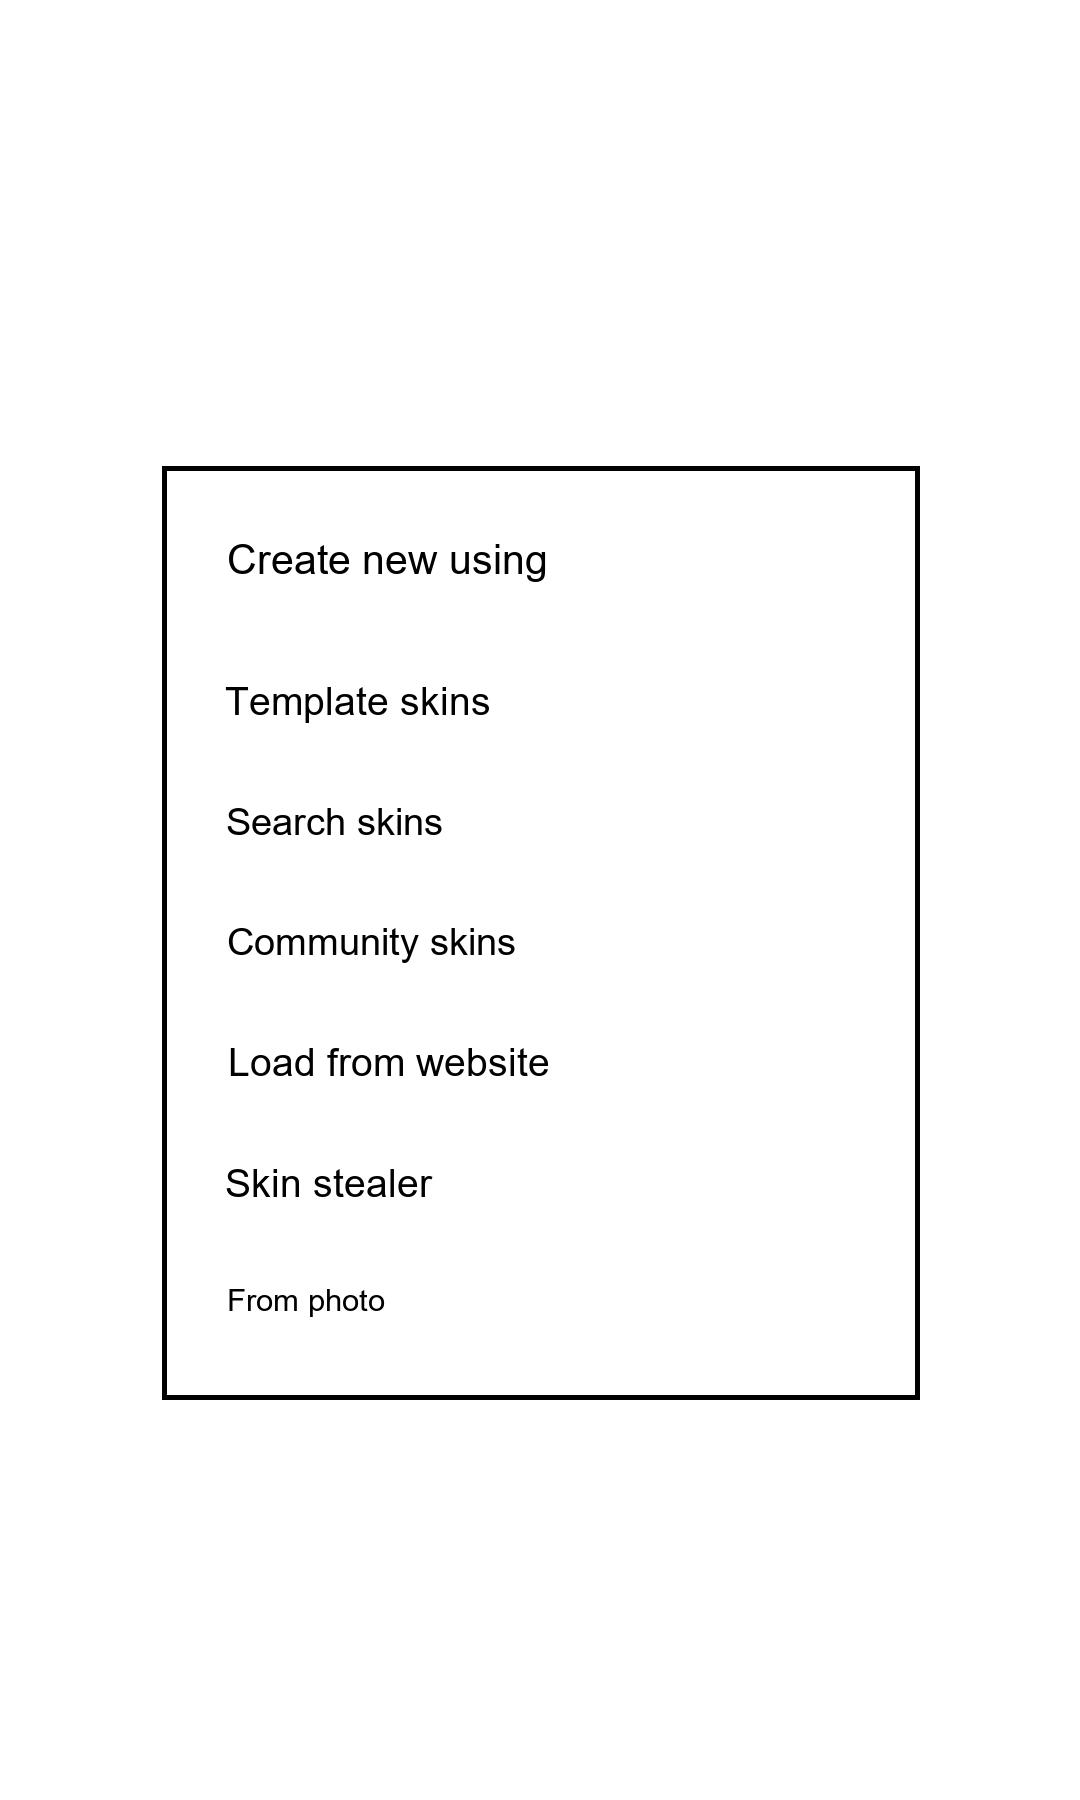 Create new using
Template skins
Search skins
Community skins
Load from website
Skin stealer
From photo